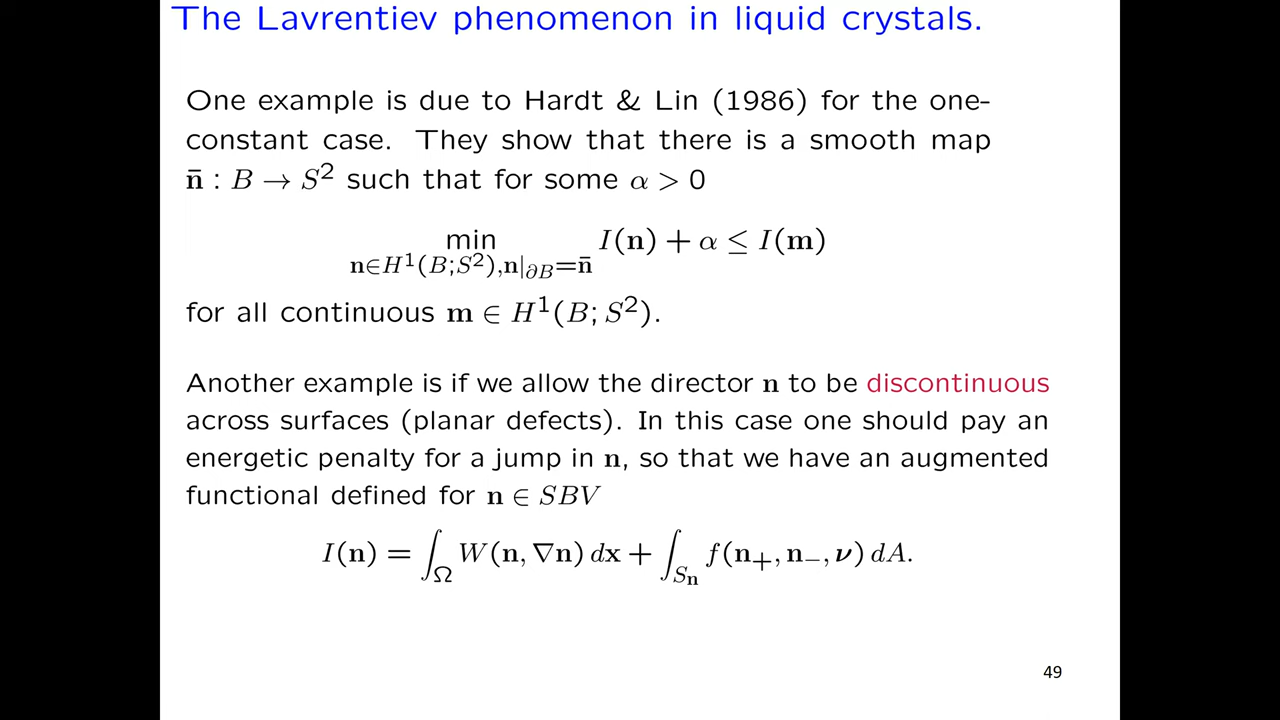 The Lavrentiev phenomenon in liquid crystals.
One example is due to Hardt & Lin (1986) for the one-
constant case. They show that there is a smooth map
n̄ : B → S² such that for some α > 0
min I(n) + α ≤ I(m)
n∈H¹(B;S²),n|∂B=n̄
for all continuous m ∈ H¹(B; S²).
Another example is if we allow the director n to be discontinuous
across surfaces (planar defects). In this case one should pay an
energetic penalty for a jump in n, so that we have an augmented
functional defined for n ∈ SBV
I(n) = ∫_Ω W(n, ∇n) dx + ∫_{S_n} f(n₊, n₋, ν) dA.
49